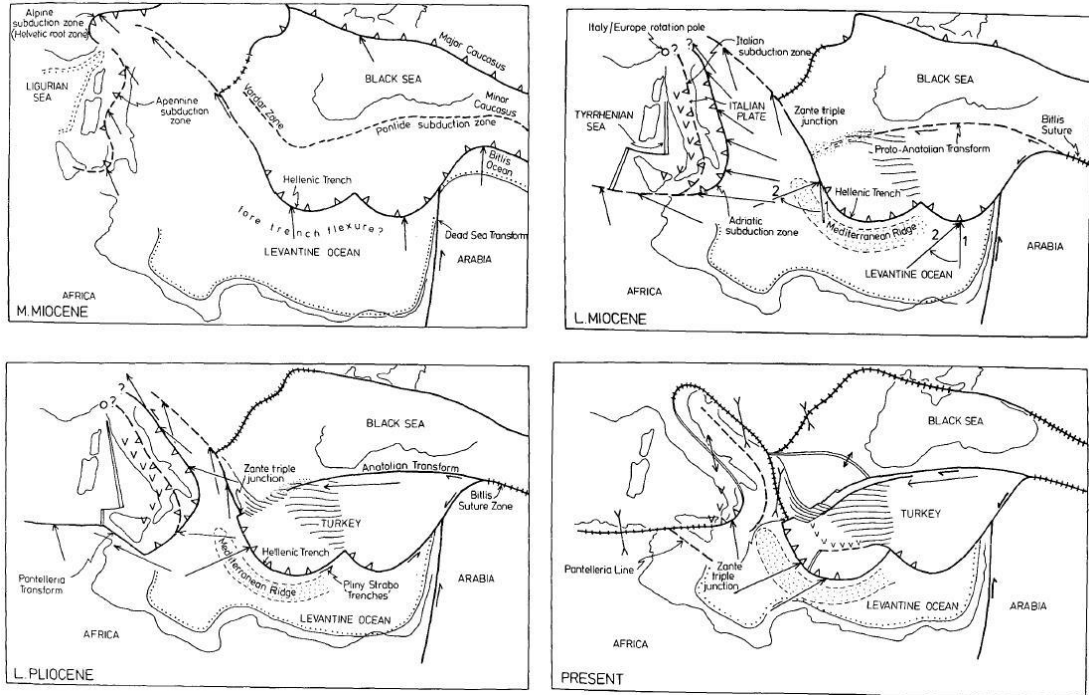 Alpine
subduction zone
(Helvetic root zone)
?
?
LIGURIAN
SEA
Apennine
subduction
zone
Vardar Zone
BLACK SEA
Major Caucasus
Minor
Caucasus
Pontide subduction zone
Bitlis
Ocean
Hellenic Trench
fore trench flexure?
LEVANTINE OCEAN
Dead Sea Transform
ARABIA
AFRICA
M.MIOCENE
Italy/Europe rotation pole
? ?
Italian
subduction zone
BLACK SEA
TYRRHENIAN
SEA
ITALIAN
PLATE
Zante triple
junction
Bitlis
Suture
Proto-Anatolian Transform
2
1
Hellenic Trench
Adriatic
subduction zone
Mediterranean Ridge
2
1
LEVANTINE OCEAN
ARABIA
AFRICA
L.MIOCENE
?
?
BLACK SEA
Zante triple
junction
Anatolian Transform
Bitlis
Suture Zone
TURKEY
Hellenic Trench
Mediterranean Ridge
Pliny Strabo
Trenches
Pantelleria
Transform
LEVANTINE OCEAN
ARABIA
AFRICA
L. PLIOCENE
BLACK SEA
TURKEY
Pantelleria Line
Zante
triple
junction
LEVANTINE OCEAN
ARABIA
AFRICA
PRESENT